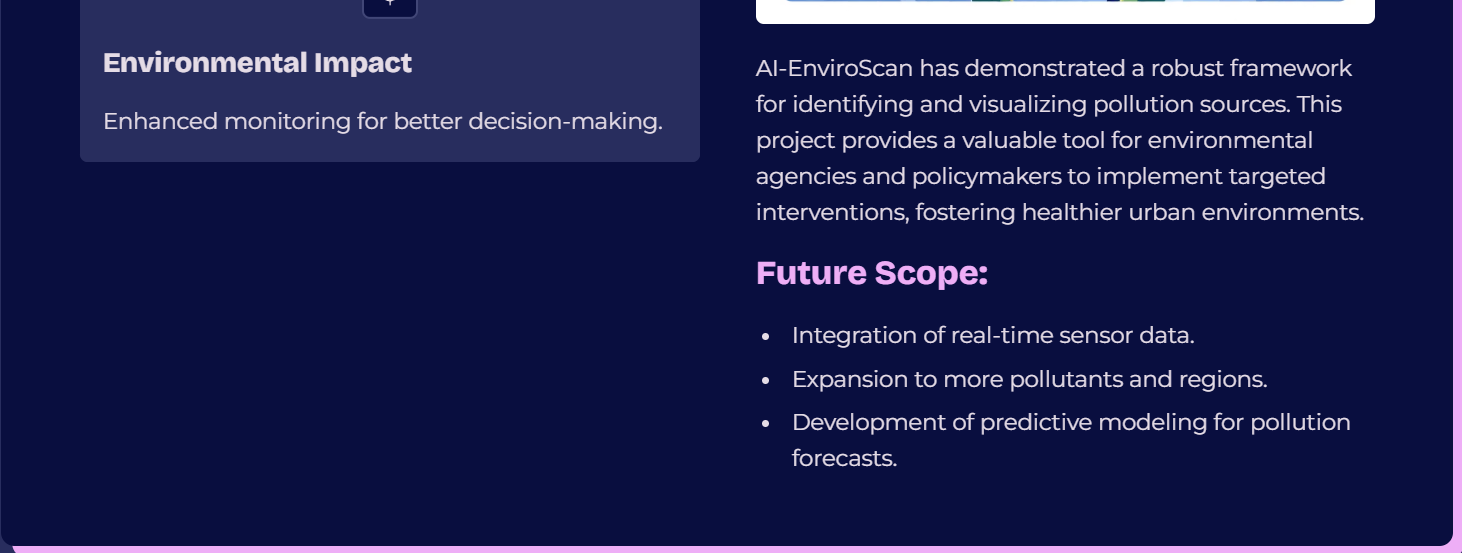 Environmental Impact
Enhanced monitoring for better decision-making.
AI-EnviroScan has demonstrated a robust framework
for identifying and visualizing pollution sources. This
project provides a valuable tool for environmental
agencies and policymakers to implement targeted
interventions, fostering healthier urban environments.
Future Scope:
• Integration of real-time sensor data.
• Expansion to more pollutants and regions.
• Development of predictive modeling for pollution
forecasts.